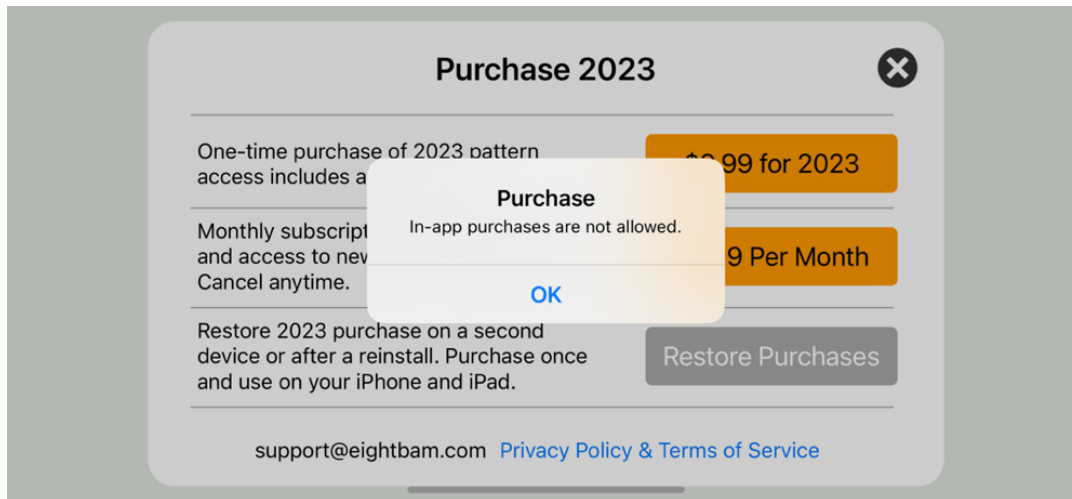 Purchase 2023
One-time purchase of 2023 pattern
access includes a
99 for 2023
Purchase
In-app purchases are not allowed.
OK
Monthly subscript
and access to new
Cancel anytime.
9 Per Month
Restore 2023 purchase on a second
device or after a reinstall. Purchase once
and use on your iPhone and iPad.
Restore Purchases
support@eightbam.com Privacy Policy & Terms of Service